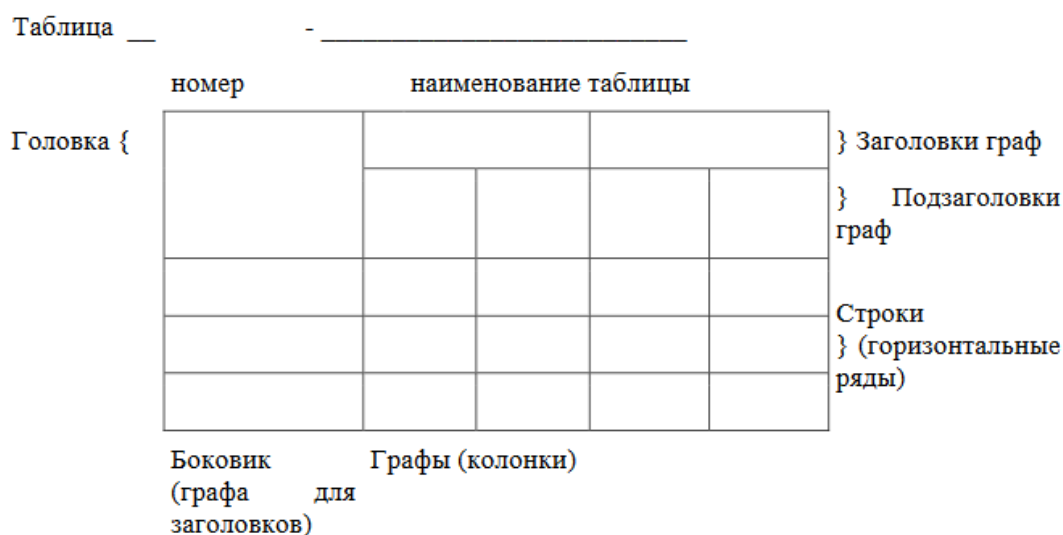 Таблица __ - __________________________
номер наименование таблицы
Головка {
} Заголовки граф
} Подзаголовки
граф
Строки
} (горизонтальные
ряды)
Боковик Графы (колонки)
(графа для
заголовков)